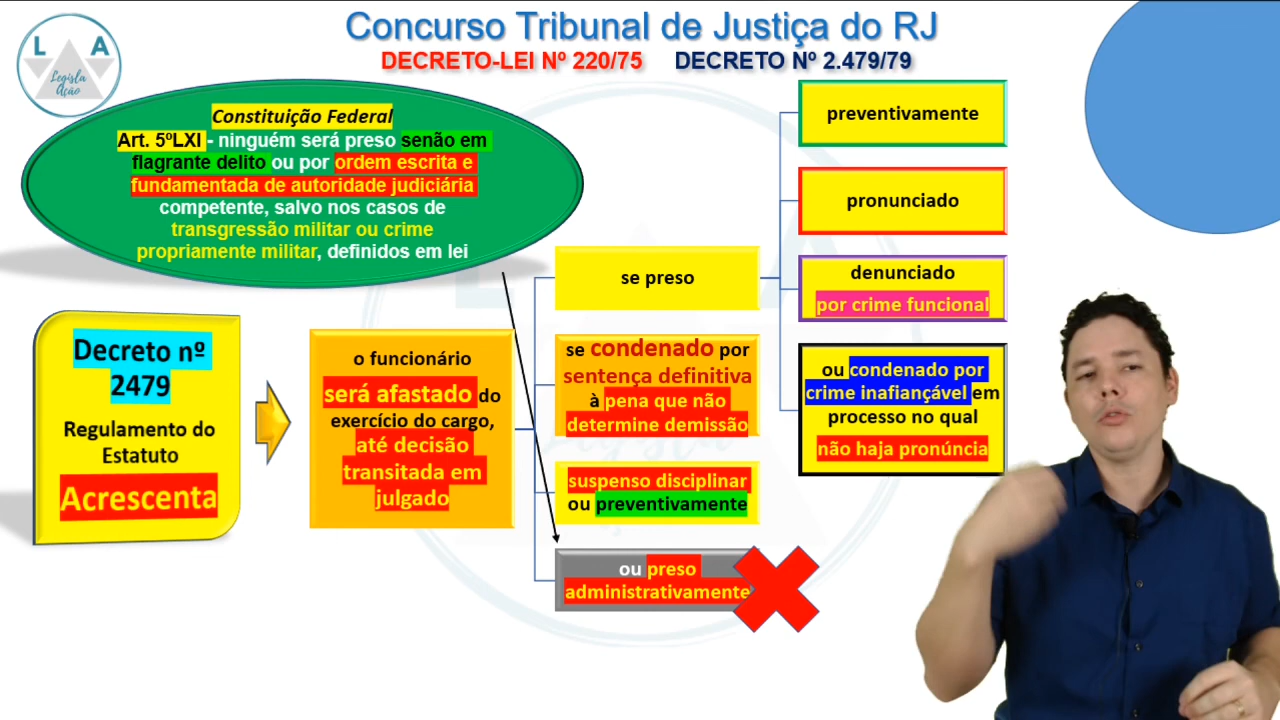 Concurso Tribunal de Justiça do RJ
DECRETO-LEI Nº 220/75 DECRETO Nº 2.479/79
L A
Legisla
Ação
Constituição Federal
Art. 5ºLXI - ninguém será preso senão em
flagrante delito ou por ordem escrita e
fundamentada de autoridade judiciária
competente, salvo nos casos de
transgressão militar ou crime
propriamente militar, definidos em lei
Decreto nº
2479
Regulamento do
Estatuto
Acrescenta
o funcionário
será afastado do
exercício do cargo,
até decisão
transitada em
julgado
se preso
se condenado por
sentença definitiva
à pena que não
determine demissão
suspenso disciplinar
ou preventivamente
ou preso
administrativamente
preventivamente
pronunciado
denunciado
por crime funcional
ou condenado por
crime inafiançável em
processo no qual
não haja pronúncia